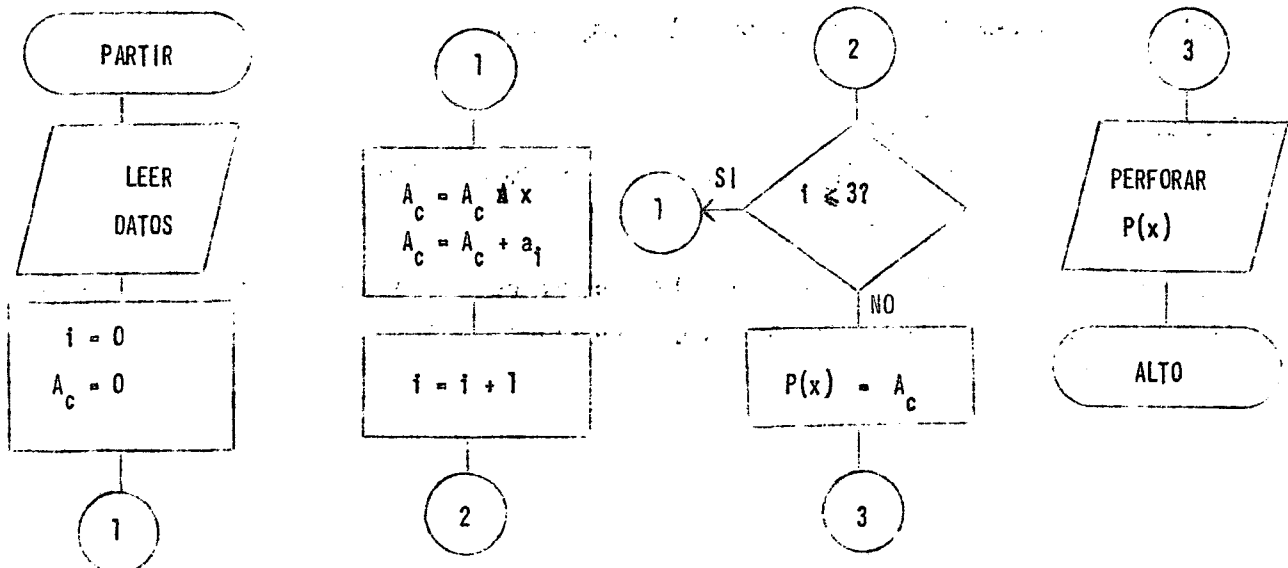 PARTIR
LEER
DATOS
i = 0
A_c = 0
1
1
A_c = A_c x
A_c = A_c + a_i
i = i + 1
2
2
i ≤ 3?
SI
1
NO
P(x) = A_c
3
3
PERFORAR
P(x)
ALTO